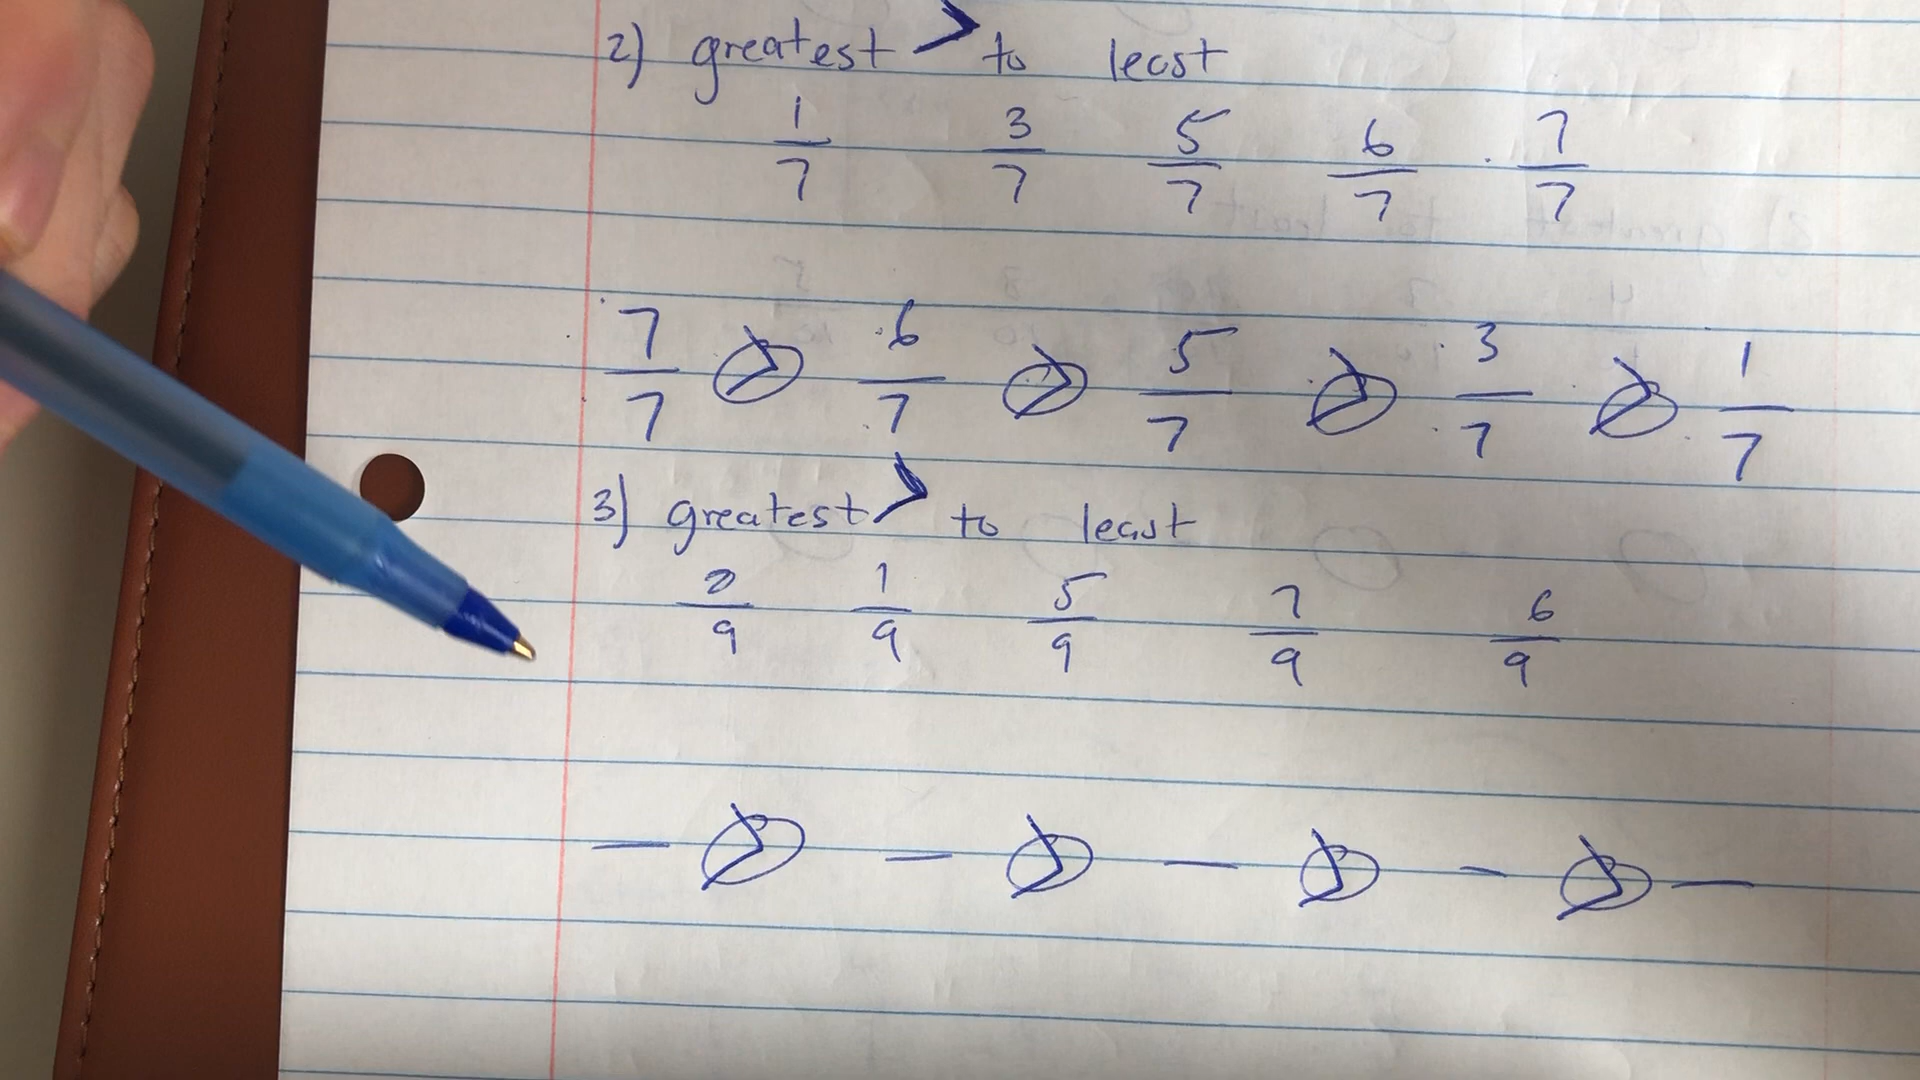 2) greatest > to least
1/7 3/7 5/7 6/7 7/7
7/7 > 6/7 > 5/7 > 3/7 > 1/7
3) greatest > to least
2/9 1/9 5/9 7/9 6/9
— > — > — > — > —